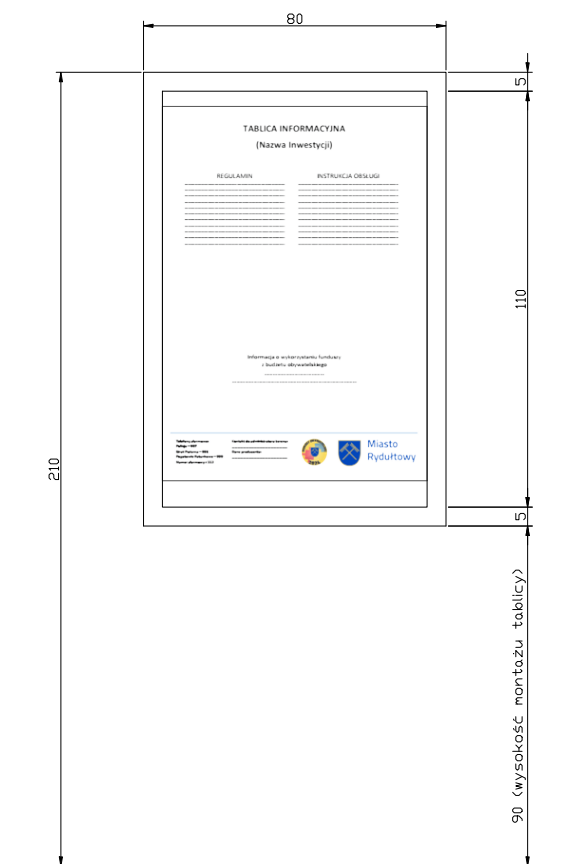 80
5
TABLICA INFORMACYJNA
(Nazwa Inwestycji)
REGULAMIN
INSTRUKCJA OBSŁUGI
110
Informacja o wykorzystaniu funduszy
z budżetu obywatelskiego
Miasto
Rydułtowy
210
5
90 (wysokość montażu tablicy)